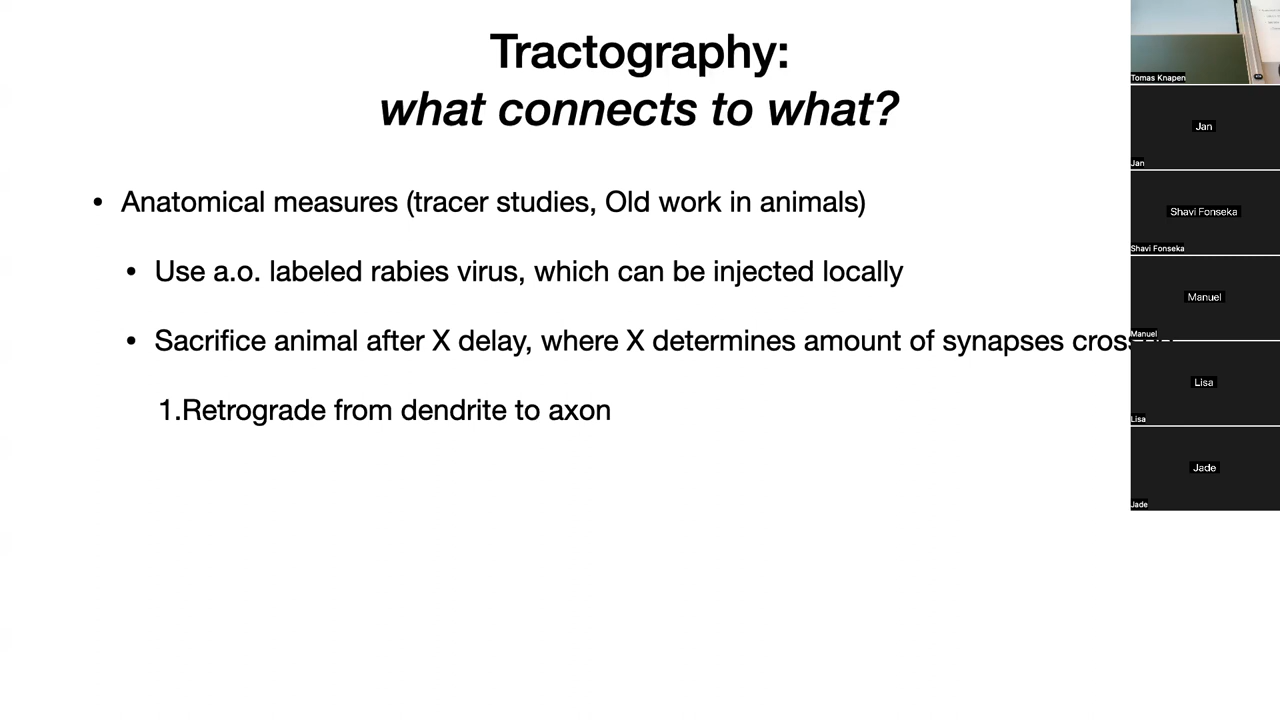 Tractography:
what connects to what?
• Anatomical measures (tracer studies, Old work in animals)
• Use a.o. labeled rabies virus, which can be injected locally
• Sacrifice animal after X delay, where X determines amount of synapses
1.Retrograde from dendrite to axon
Tomas Knapen
Jan
Jan
Shavi Fonseka
Shavi Fonseka
Manuel
Manuel
Lisa
Lisa
Jade
Jade